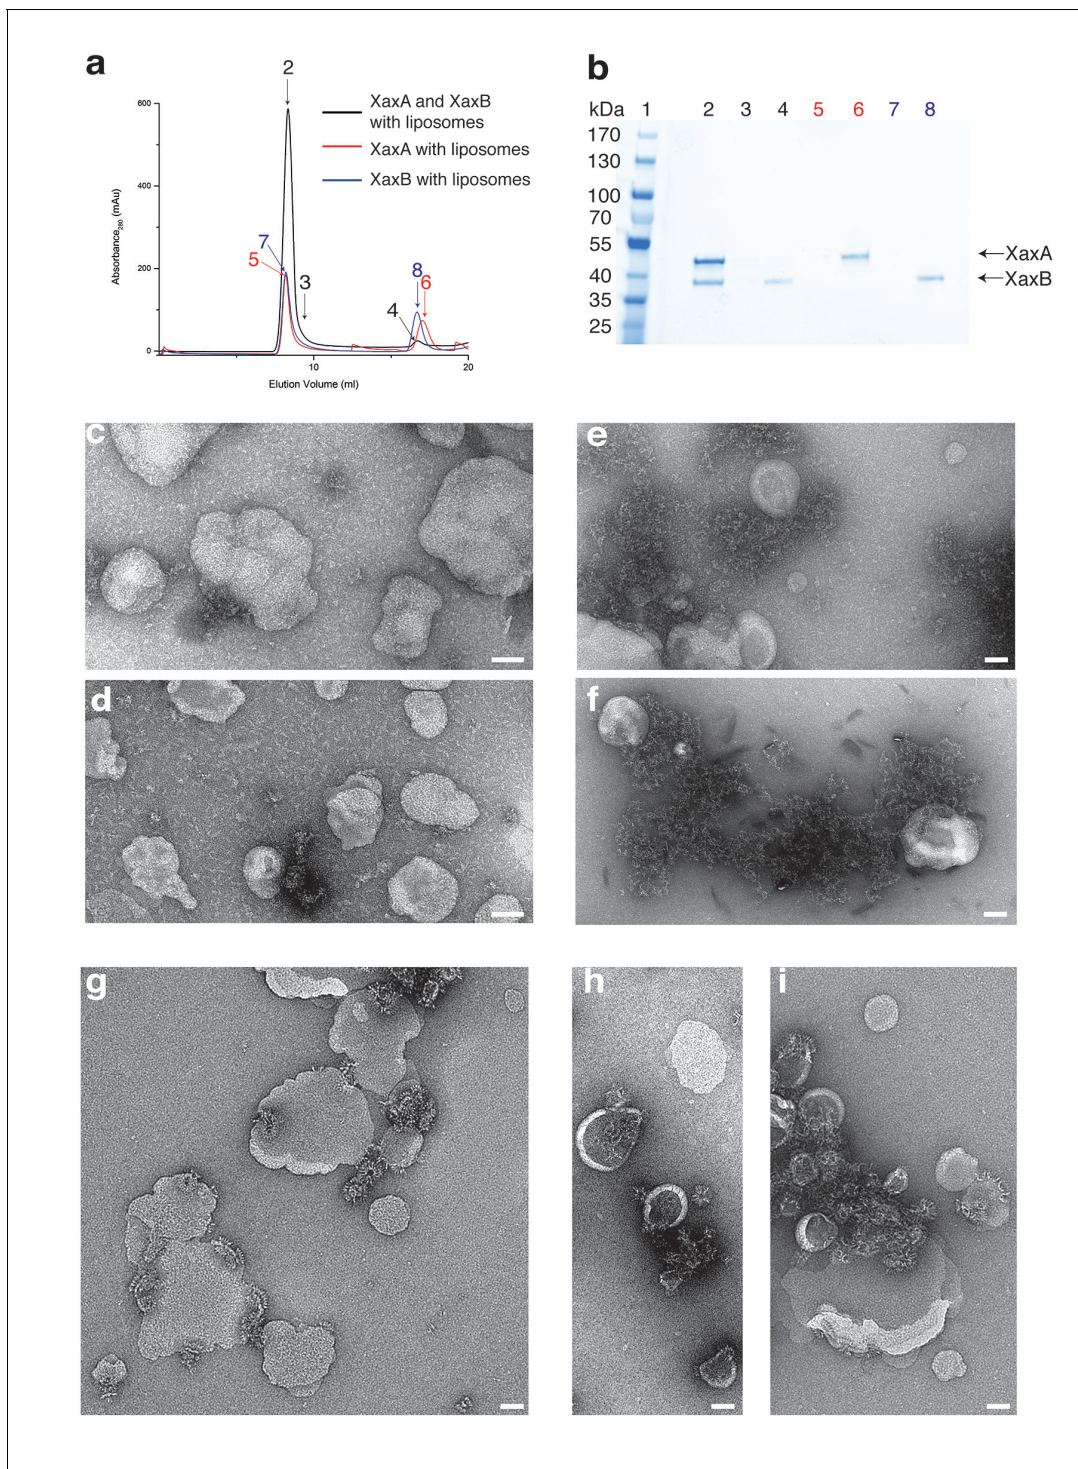 a
2
600
400
200
0
Absorbance280 (mAu)
XaxA and XaxB
with liposomes
XaxA with liposomes
XaxB with liposomes
7
5
3
8
6
4
10
20
Elution Volume (ml)
b
kDa 1 2 3 4 5 6 7 8
170
130
100
70
55
40
35
25
XaxA
XaxB
c
e
d
f
g
h
i